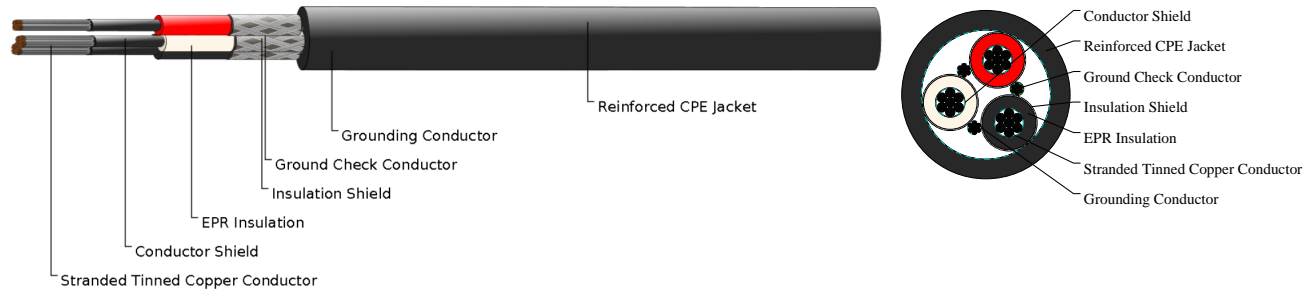 Reinforced CPE Jacket
Grounding Conductor
Ground Check Conductor
Insulation Shield
EPR Insulation
Conductor Shield
Stranded Tinned Copper Conductor
Conductor Shield
Reinforced CPE Jacket
Ground Check Conductor
Insulation Shield
EPR Insulation
Stranded Tinned Copper Conductor
Grounding Conductor